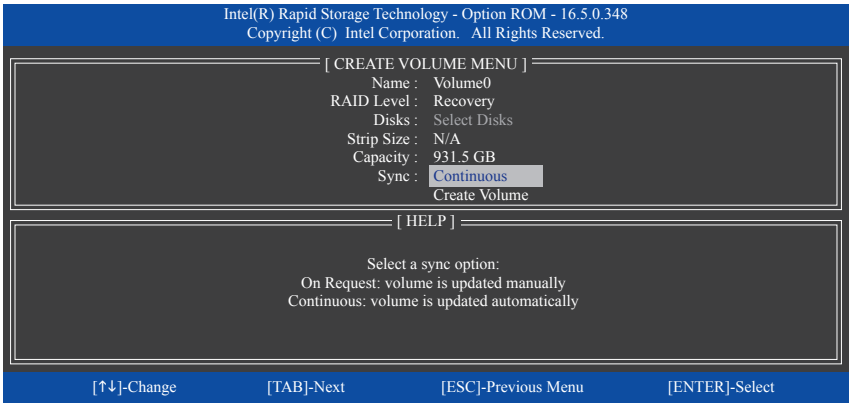 Intel(R) Rapid Storage Technology - Option ROM - 16.5.0.348
Copyright (C) Intel Corporation. All Rights Reserved.
[ CREATE VOLUME MENU ]
Name : Volume0
RAID Level : Recovery
Disks : Select Disks
Strip Size : N/A
Capacity : 931.5 GB
Sync : Continuous
Create Volume
[ HELP ]
Select a sync option:
On Request: volume is updated manually
Continuous: volume is updated automatically
[↑↓]-Change [TAB]-Next [ESC]-Previous Menu [ENTER]-Select